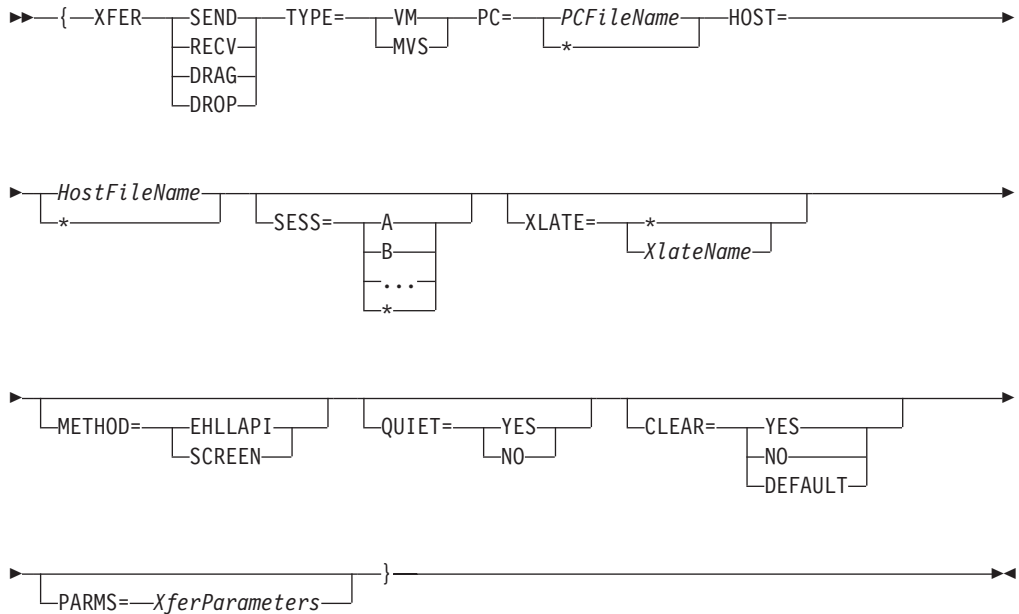 { XFER SEND TYPE= VM PC= PCFileName HOST=
RECV MVS *
DRAG
DROP
HostFileName
* SESS= A XLATE= *
B XlateName
...
*
METHOD= EHLLAPI QUIET= YES CLEAR= YES
SCREEN NO NO
DEFAULT
PARMS= XferParameters }